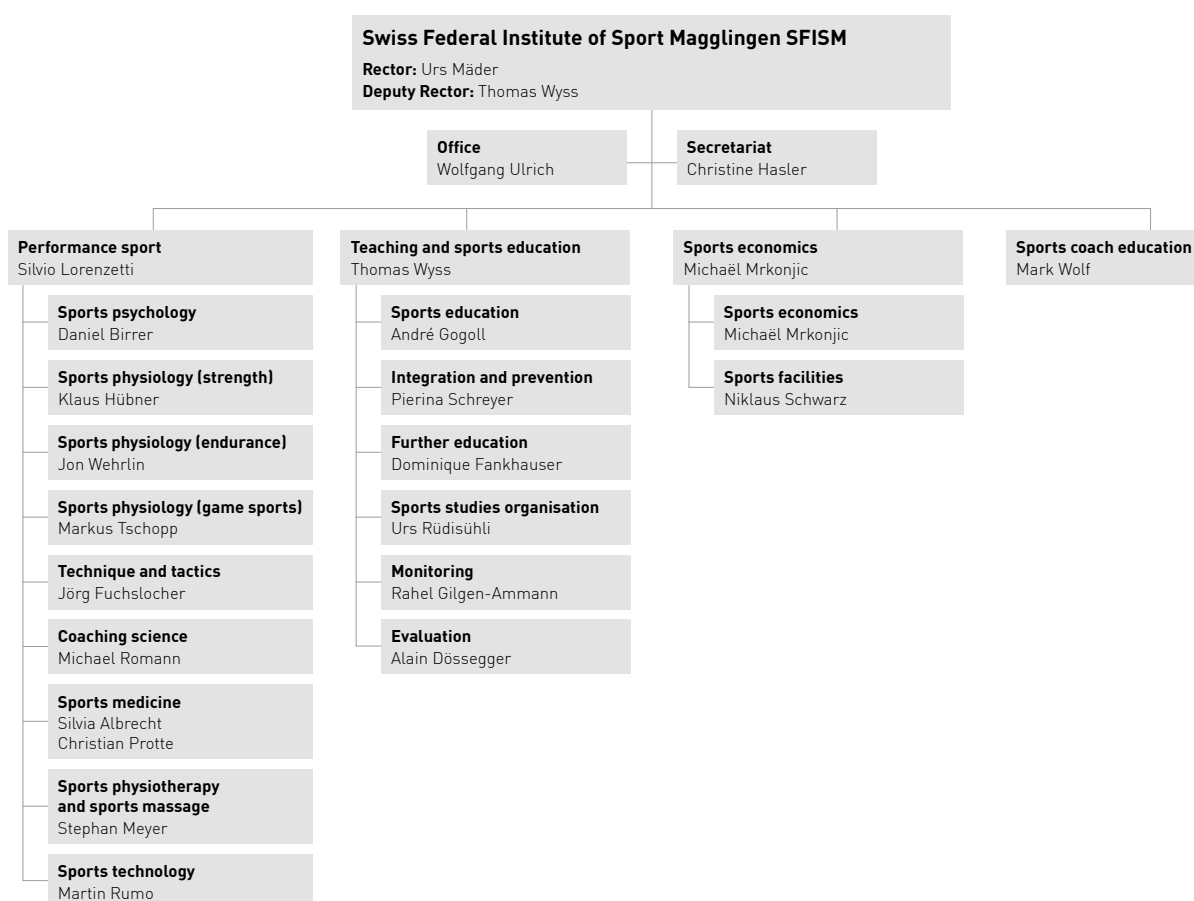 Swiss Federal Institute of Sport Magglingen SFISM
Rector: Urs Mäder
Deputy Rector: Thomas Wyss
Office
Wolfgang Ulrich
Secretariat
Christine Hasler
Performance sport
Silvio Lorenzetti
Sports psychology
Daniel Birrer
Sports physiology (strength)
Klaus Hübner
Sports physiology (endurance)
Jon Wehrlin
Sports physiology (game sports)
Markus Tschopp
Technique and tactics
Jörg Fuchslocher
Coaching science
Michael Romann
Sports medicine
Silvia Albrecht
Christian Protte
Sports physiotherapy
and sports massage
Stephan Meyer
Sports technology
Martin Rumo
Teaching and sports education
Thomas Wyss
Sports education
André Gogoll
Integration and prevention
Pierina Schreyer
Further education
Dominique Fankhauser
Sports studies organisation
Urs Rüdisühli
Monitoring
Rahel Gilgen-Ammann
Evaluation
Alain Dössegger
Sports economics
Michaël Mrkonjic
Sports economics
Michaël Mrkonjic
Sports facilities
Niklaus Schwarz
Sports coach education
Mark Wolf